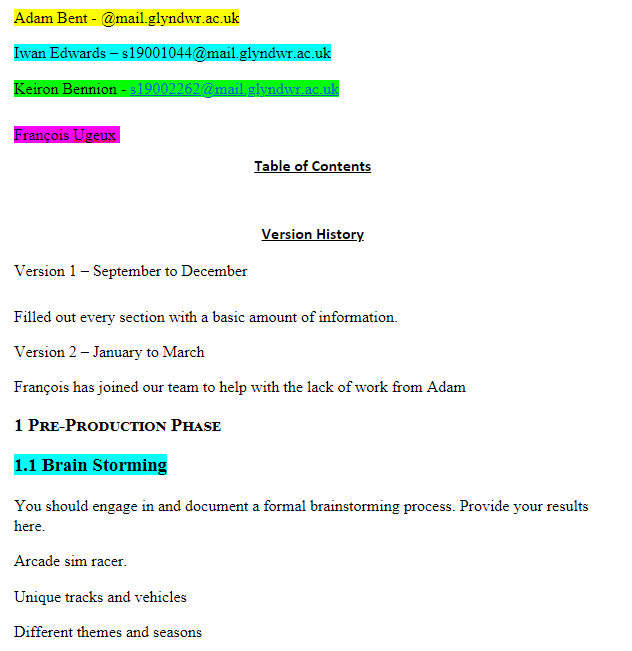 Adam Bent - @mail.glyndwr.ac.uk
Iwan Edwards – s19001044@mail.glyndwr.ac.uk
Keiron Bennion - s19002262@mail.glyndwr.ac.uk
François Ugeux
Table of Contents
Version History
Version 1 – September to December
Filled out every section with a basic amount of information.
Version 2 – January to March
François has joined our team to help with the lack of work from Adam
1 PRE-PRODUCTION PHASE
1.1 Brain Storming
You should engage in and document a formal brainstorming process. Provide your results
here.
Arcade sim racer.
Unique tracks and vehicles
Different themes and seasons